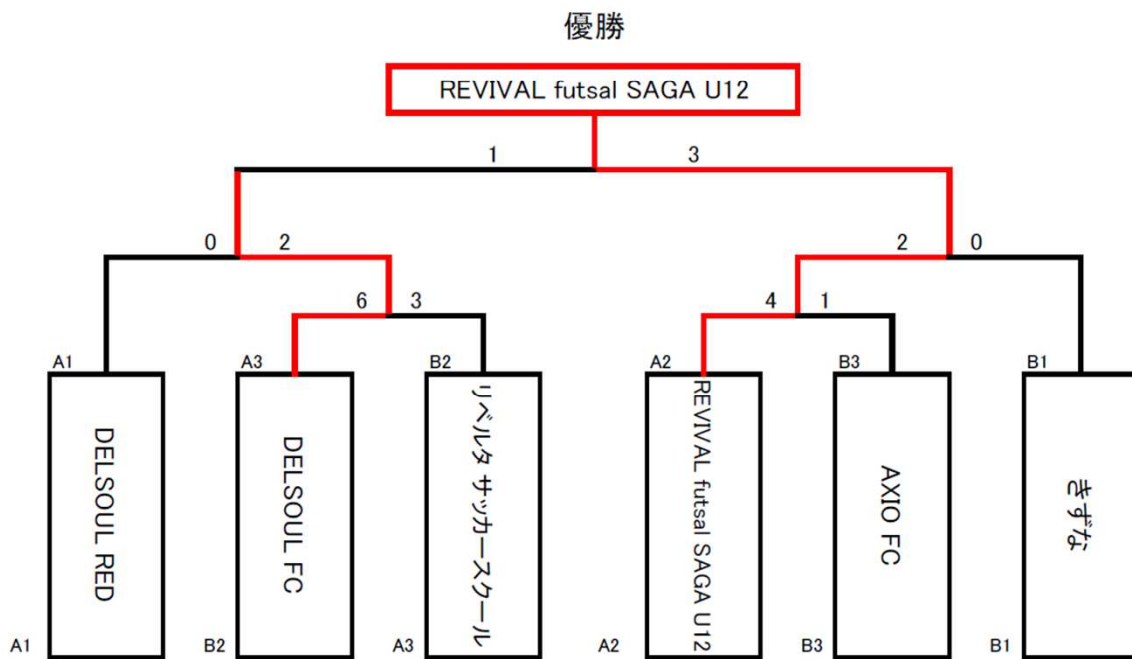 優勝
REVIVAL futsal SAGA U12
1 3
0 2 2 0
6 3 4 1
A1 A3 B2 A2 B3 B1
DELSOUL RED
DELSOUL FC
リベルタ サッカースクール
REVIVAL futsal SAGA U12
AXIO FC
きずな
A1 B2 A3 A2 B3 B1